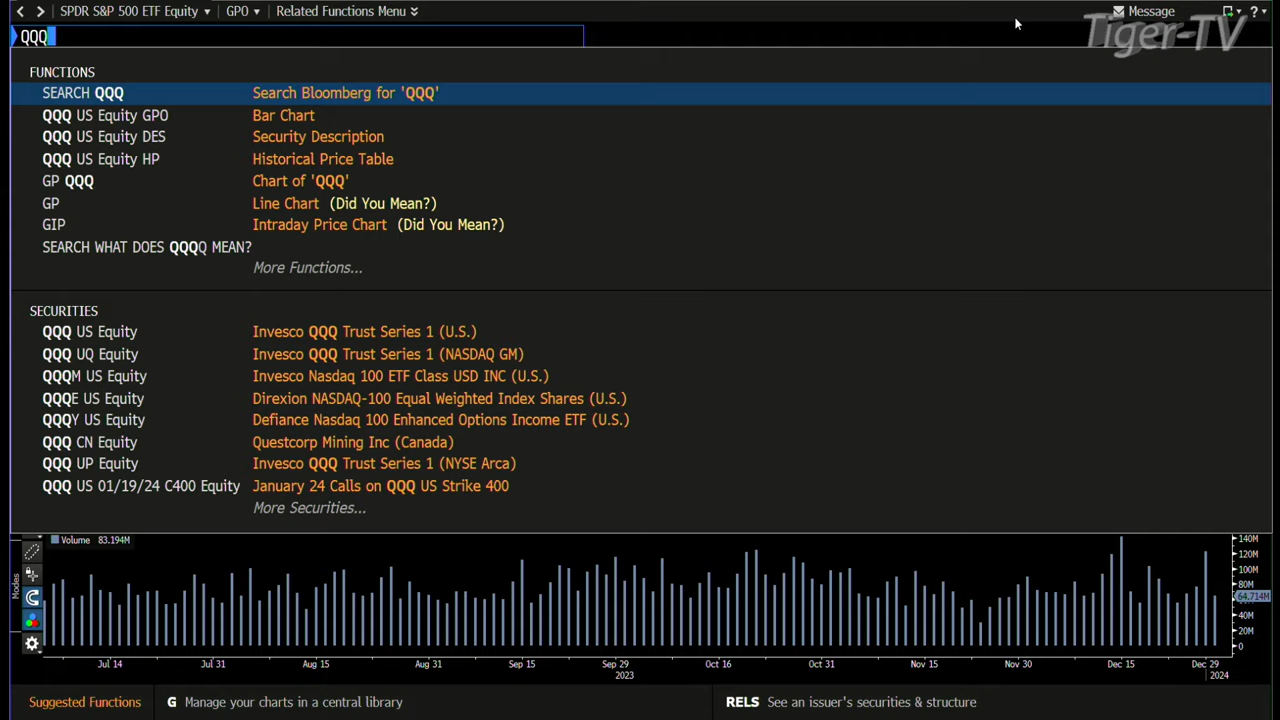 SPDR S&P 500 ETF Equity GPO Related Functions Menu Message ?
Tiger-TV
QQQ
FUNCTIONS
SEARCH QQQ Search Bloomberg for 'QQQ'
QQQ US Equity GPO Bar Chart
QQQ US Equity DES Security Description
QQQ US Equity HP Historical Price Table
GP QQQ Chart of 'QQQ'
GP Line Chart (Did You Mean?)
GIP Intraday Price Chart (Did You Mean?)
SEARCH WHAT DOES QQQQ MEAN?
More Functions...
SECURITIES
QQQ US Equity Invesco QQQ Trust Series 1 (U.S.)
QQQ UQ Equity Invesco QQQ Trust Series 1 (NASDAQ GM)
QQQM US Equity Invesco Nasdaq 100 ETF Class USD INC (U.S.)
QQQE US Equity Direxion NASDAQ-100 Equal Weighted Index Shares (U.S.)
QQQY US Equity Defiance Nasdaq 100 Enhanced Options Income ETF (U.S.)
QQQ CN Equity Questcorp Mining Inc (Canada)
QQQ UP Equity Invesco QQQ Trust Series 1 (NYSE Arca)
QQQ US 01/19/24 C400 Equity January 24 Calls on QQQ US Strike 400
More Securities...
Volume 83.194M
Modes
140M
120M
100M
80M
64.714M
40M
20M
0
Jul 14 Jul 31 Aug 15 Aug 31 Sep 15 Sep 29 Oct 16 Oct 31 Nov 15 Nov 30 Dec 15 Dec 29
2023 2024
Suggested Functions G Manage your charts in a central library RELS See an issuer's securities & structure